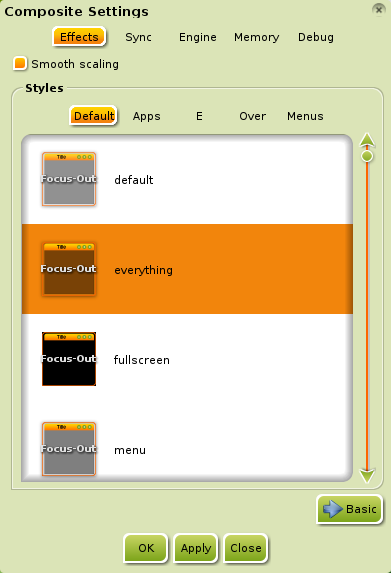 Composite Settings
Effects Sync Engine Memory Debug
Smooth scaling
Styles
Default Apps E Over Menus
Title
Focus-Out
default
Title
Focus-Out
everything
Title
Focus-Out
fullscreen
Title
Focus-Out
menu
Basic
OK Apply Close